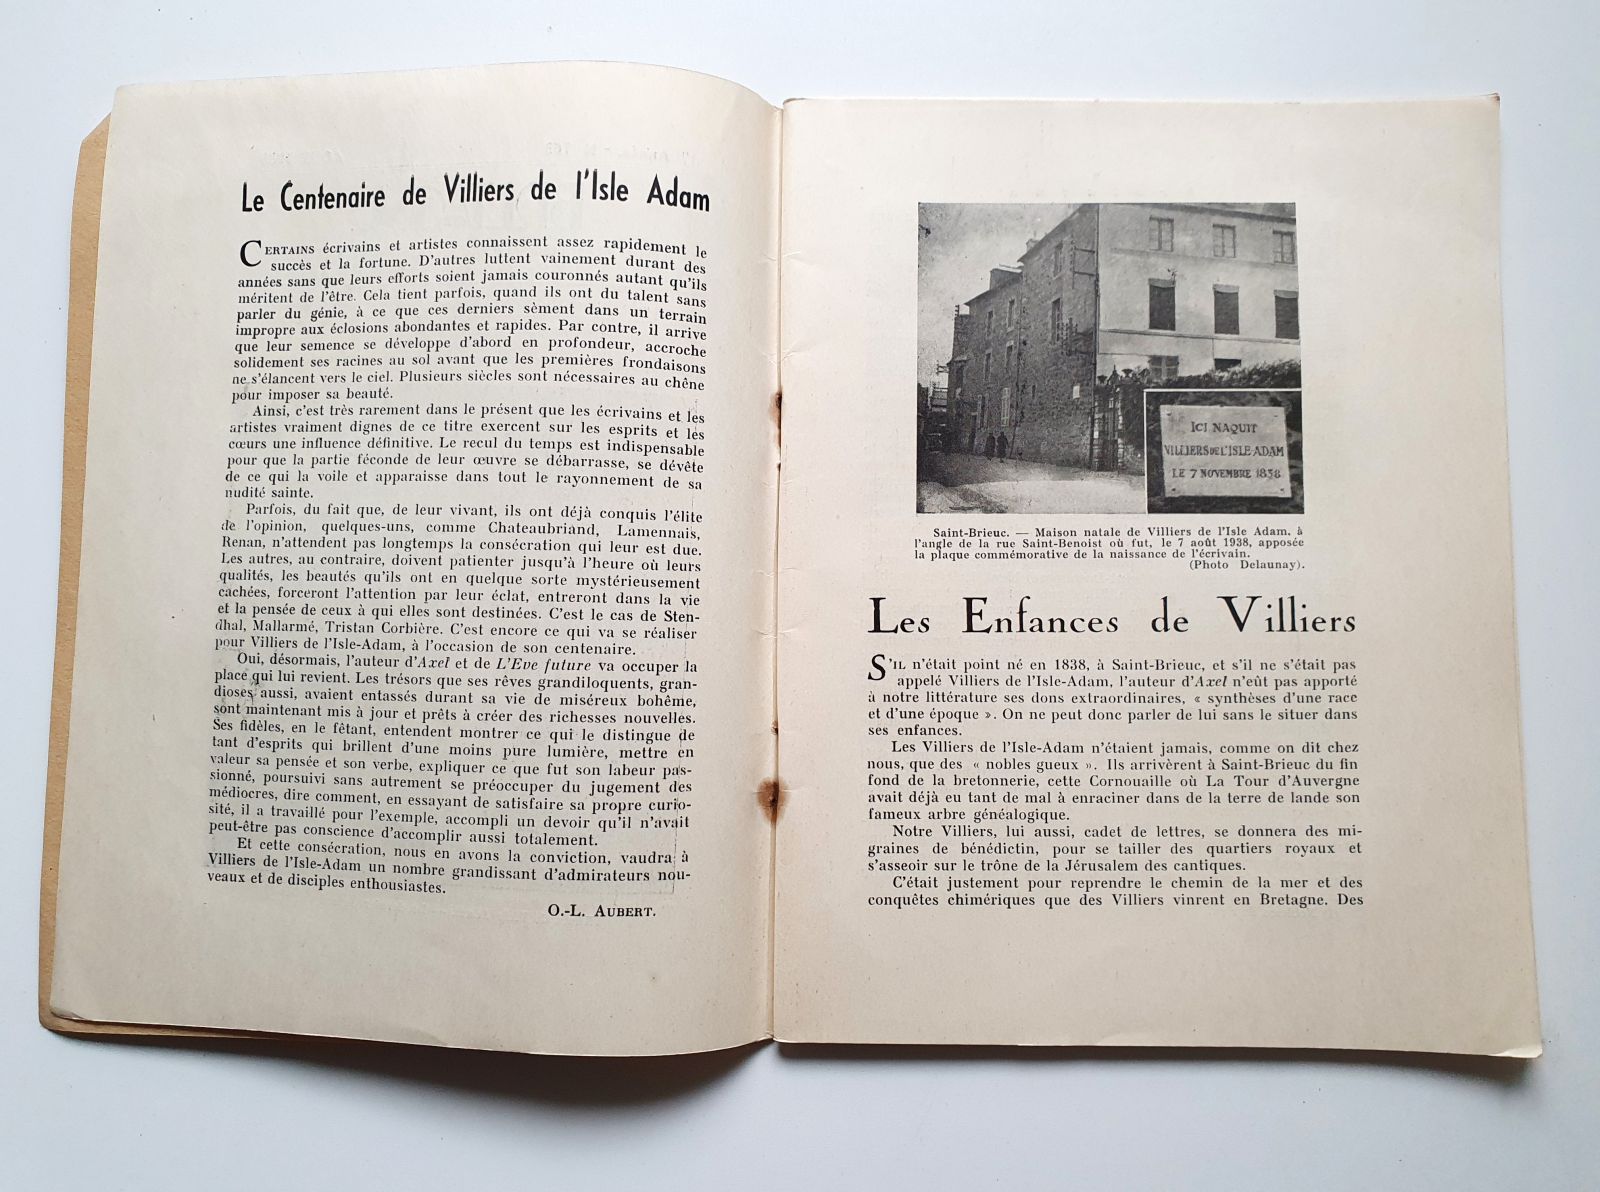 Le Centenaire de Villiers de l'Isle Adam
CERTAINS écrivains et artistes connaissent assez rapidement le
succès et la fortune. D'autres luttent vainement durant des
années sans que leurs efforts soient jamais couronnés autant qu'ils
méritent de l'être. Cela tient parfois, quand ils ont du talent sans
parler du génie, à ce que ces derniers sèment dans un terrain
impropre aux éclosions abondantes et rapides. Par contre, il arrive
que leur semence se développe d'abord en profondeur, accroche
solidement ses racines au sol avant que les premières frondaisons
ne s'élancent vers le ciel. Plusieurs siècles sont nécessaires au chêne
pour imposer sa beauté.
Ainsi, c'est très rarement dans le présent que les écrivains et les
artistes vraiment dignes de ce titre exercent sur les esprits et les
cœurs une influence définitive. Le recul du temps est indispensable
pour que la partie féconde de leur œuvre se débarrasse, se dévête
de ce qui la voile et apparaisse dans tout le rayonnement de sa
nudité sainte.
Parfois, du fait que, de leur vivant, ils ont déjà conquis l'élite
de l'opinion, quelques-uns, comme Chateaubriand, Lamennais,
Renan, n'attendent pas longtemps la consécration qui leur est due.
Les autres, au contraire, doivent patienter jusqu'à l'heure où leurs
qualités, les beautés qu'ils ont en quelque sorte mystérieusement
cachées, forceront l'attention par leur éclat, entreront dans la vie
et la pensée de ceux à qui elles sont destinées. C'est le cas de Sten-
dhal, Mallarmé, Tristan Corbière. C'est encore ce qui va se réaliser
pour Villiers de l'Isle-Adam, à l'occasion de son centenaire.
Oui, désormais, l'auteur d'Axel et de L'Eve future va occuper la
place qui lui revient. Les trésors que ses rêves grandiloquents, gran-
dioses aussi, avaient entassés durant sa vie de miséreux bohême,
sont maintenant mis à jour et prêts à créer des richesses nouvelles.
Ses fidèles, en le fêtant, entendent montrer ce qui le distingue de
tant d'esprits qui brillent d'une moins pure lumière, mettre en
valeur sa pensée et son verbe, expliquer ce que fut son labeur pas-
sionné, poursuivi sans autrement se préoccuper du jugement des
médiocres, dire comment, en essayant de satisfaire sa propre curio-
sité, il a travaillé pour l'exemple, accompli un devoir qu'il n'avait
peut-être pas conscience d'accomplir aussi totalement.
Et cette consécration, nous en avons la conviction, vaudra à
Villiers de l'Isle-Adam un nombre grandissant d'admirateurs nou-
veaux et de disciples enthousiastes.
O.-L. AUBERT.
ICI NAQUIT
VILLIERS DE L'ISLE ADAM
LE 7 NOVEMBRE 1838
Saint-Brieuc. — Maison natale de Villiers de l'Isle Adam, à
l'angle de la rue Saint-Benoist où fut, le 7 août 1938, apposée
la plaque commémorative de la naissance de l'écrivain.
(Photo Delaunay).
Les Enfances de Villiers
S'IL n'était point né en 1838, à Saint-Brieuc, et s'il ne s'était pas
appelé Villiers de l'Isle-Adam, l'auteur d'Axel n'eût pas apporté
à notre littérature ses dons extraordinaires, « synthèses d'une race
et d'une époque ». On ne peut donc parler de lui sans le situer dans
ses enfances.
Les Villiers de l'Isle-Adam n'étaient jamais, comme on dit chez
nous, que des « nobles gueux ». Ils arrivèrent à Saint-Brieuc du fin
fond de la bretonnerie, cette Cornouaille où La Tour d'Auvergne
avait déjà eu tant de mal à enraciner dans de la terre de lande son
fameux arbre généalogique.
Notre Villiers, lui aussi, cadet de lettres, se donnera des mi-
graines de bénédictin, pour se tailler des quartiers royaux et
s'asseoir sur le trône de la Jérusalem des cantiques.
C'était justement pour reprendre le chemin de la mer et des
conquêtes chimériques que des Villiers vinrent en Bretagne. Des